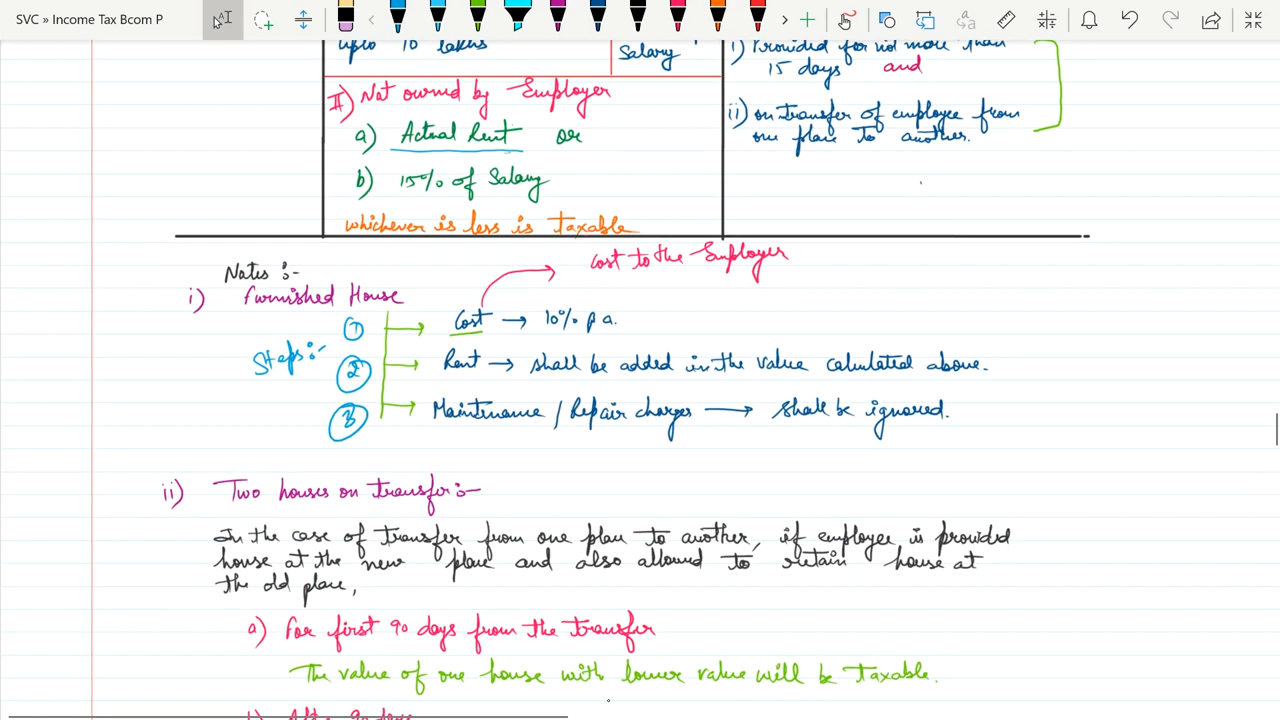 SVC » Income Tax Bcom P
upto 10 lakhs
Salary
i) Provided for not more than
15 days and
II) Not owned by Employer
a) Actual Rent or
b) 15% of Salary
whichever is less is taxable
ii) on transfer of employee from
one place to another.
Notes :-
Cost to the Employer
i) Furnished House
Steps:-
① Cost → 10% p a.
② Rent → shall be added in the value calculated above.
③ Maintenance / Repair charges → shall be ignored.
ii) Two houses on transfer:-
In the case of transfer from one place to another, if employee is provided
house at the new place and also allowed to retain house at
the old place,
a) For first 90 days from the transfer
The value of one house with lower value will be taxable.
b) After 90 days